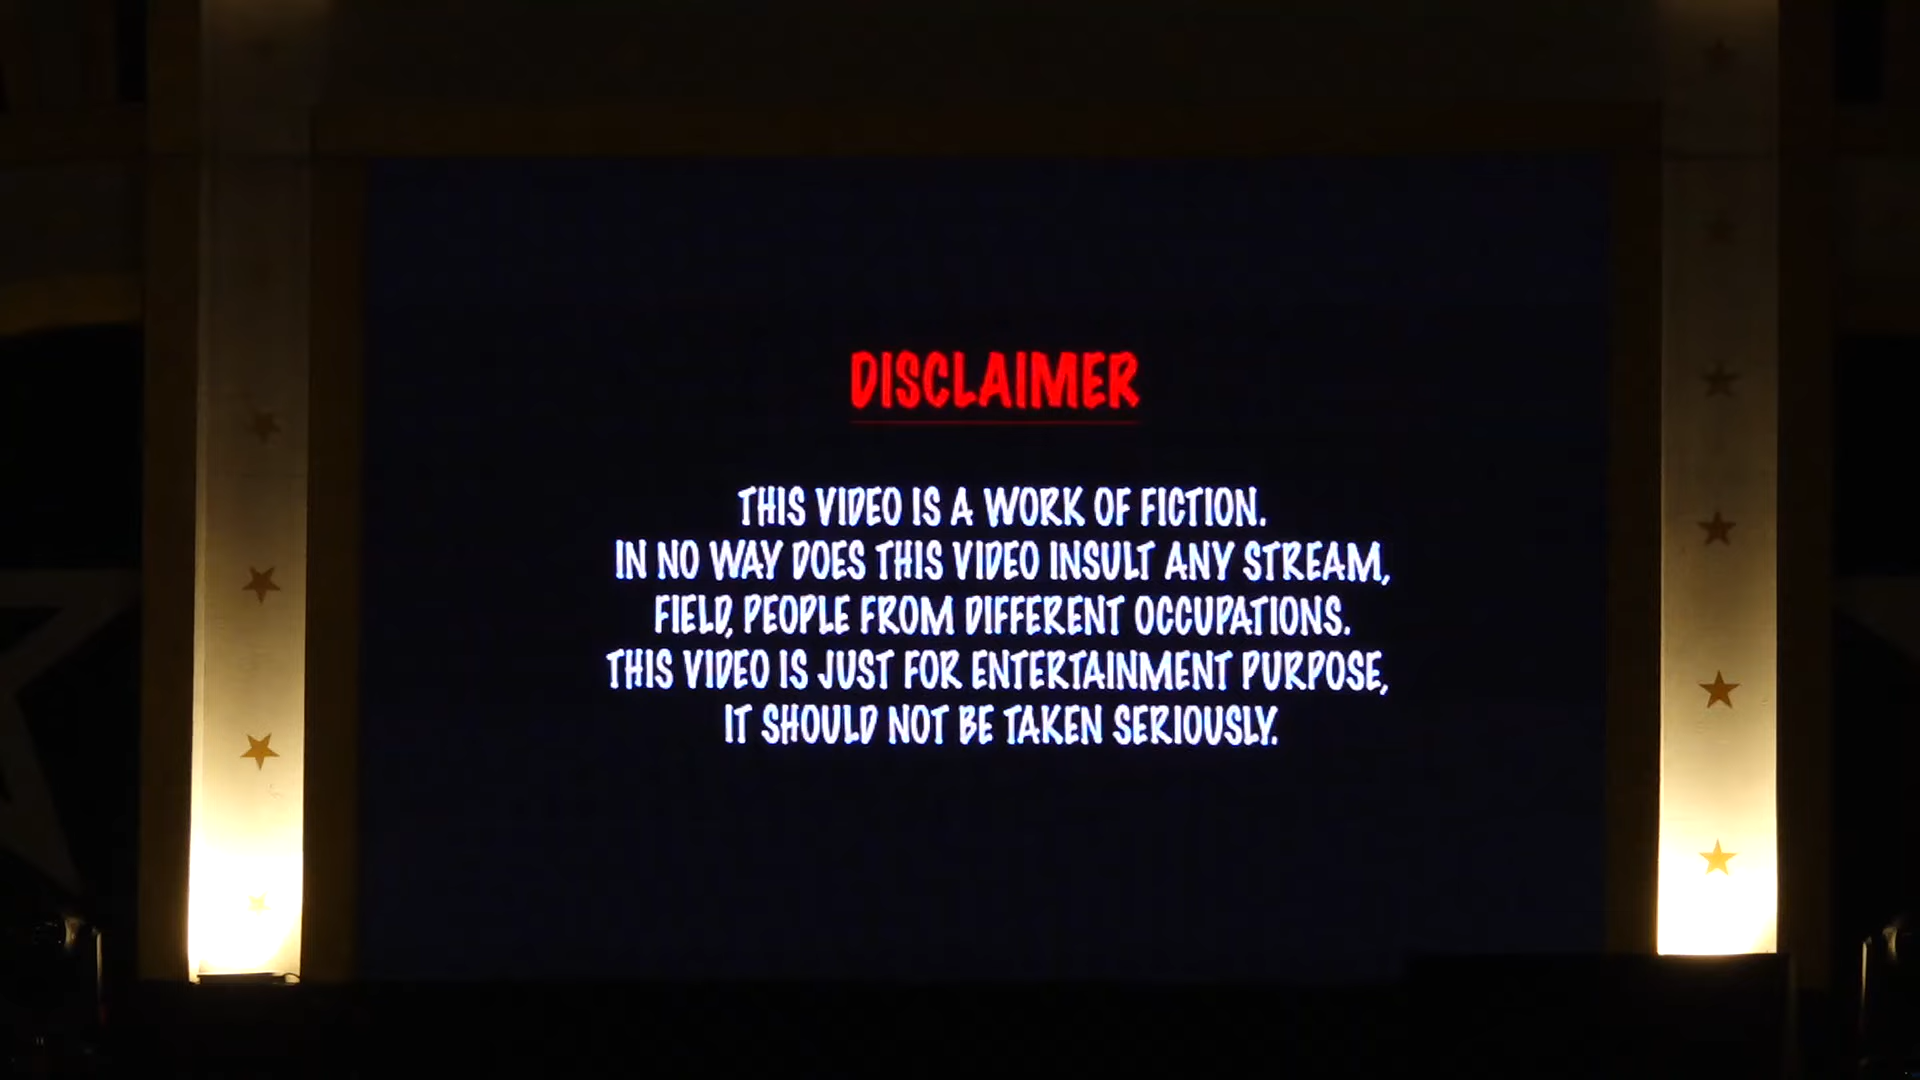 DISCLAIMER
THIS VIDEO IS A WORK OF FICTION.
IN NO WAY DOES THIS VIDEO INSULT ANY STREAM,
FIELD, PEOPLE FROM DIFFERENT OCCUPATIONS.
THIS VIDEO IS JUST FOR ENTERTAINMENT PURPOSE,
IT SHOULD NOT BE TAKEN SERIOUSLY.